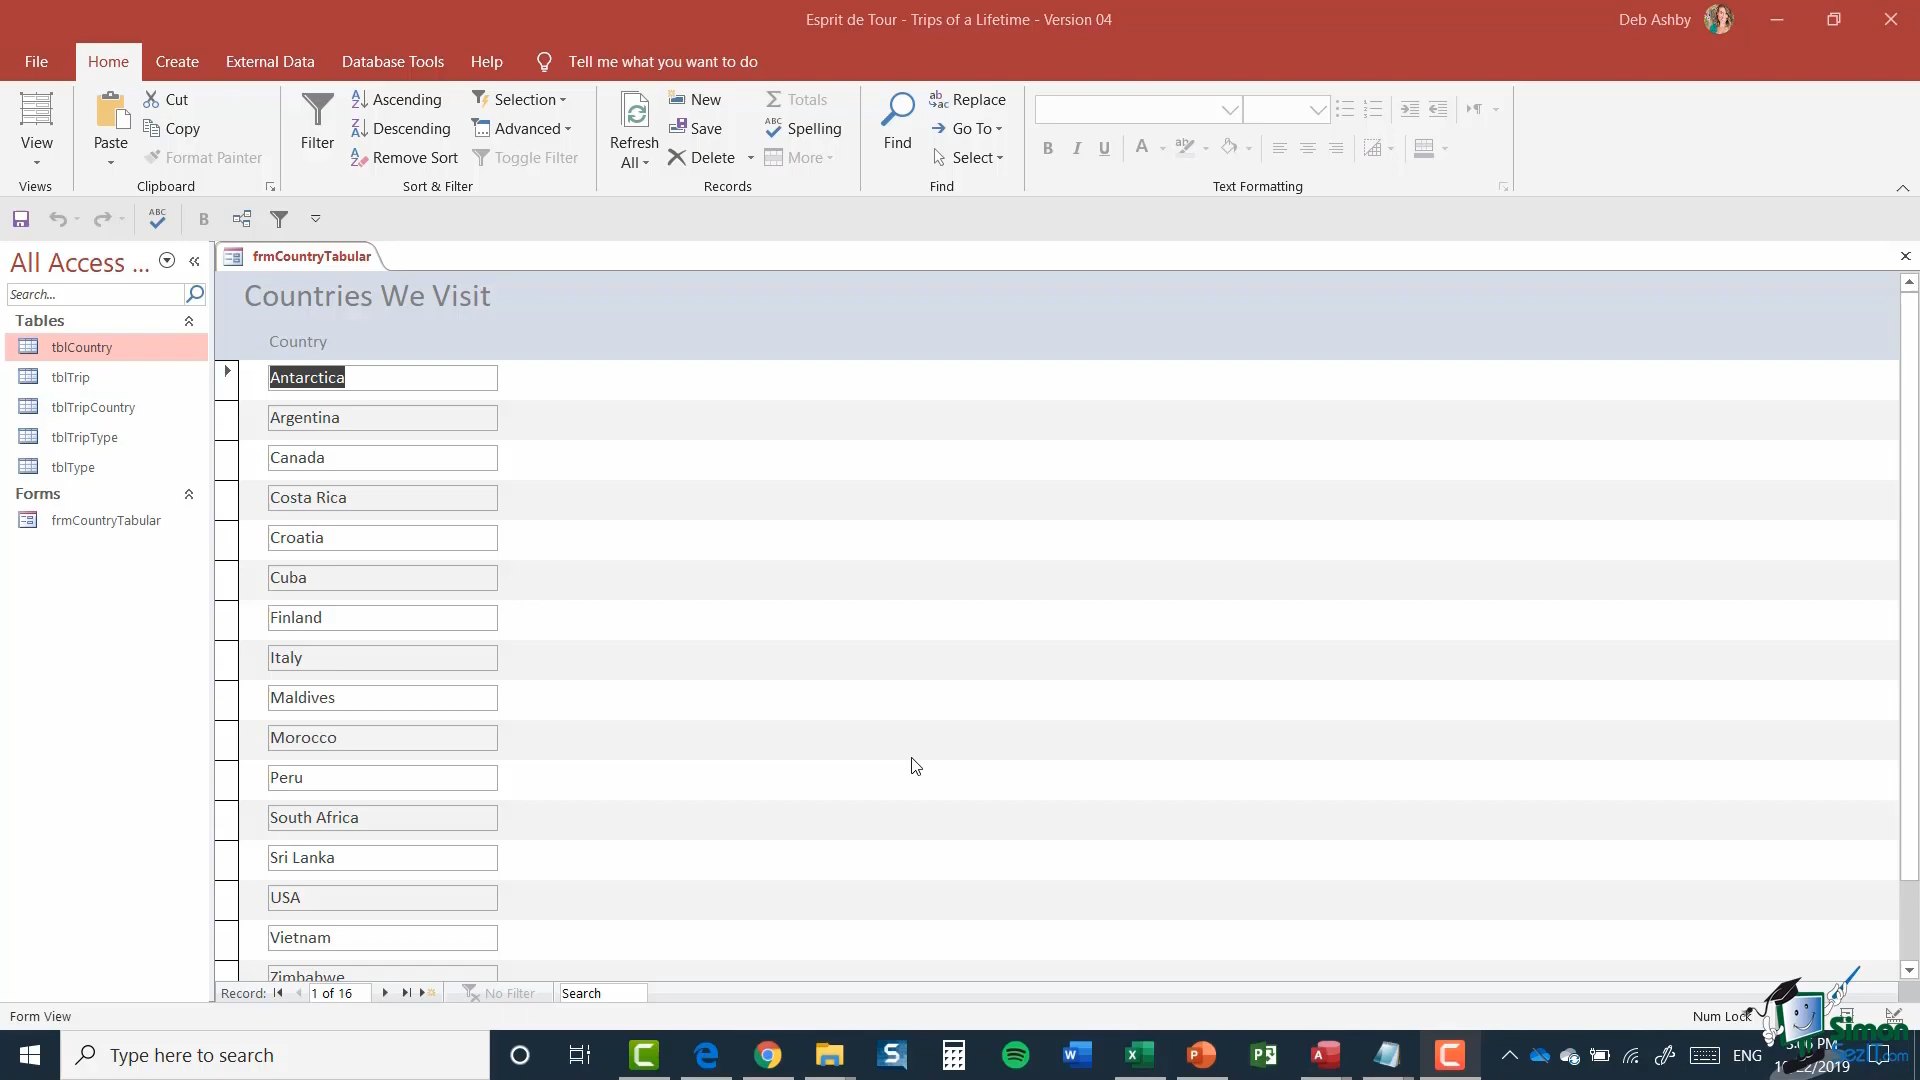 Esprit de Tour - Trips of a Lifetime - Version 04
Deb Ashby
File
Home
Create
External Data
Database Tools
Help
Tell me what you want to do
View
Views
Paste
Cut
Copy
Format Painter
Clipboard
Filter
Ascending
Descending
Remove Sort
Selection
Advanced
Toggle Filter
Sort & Filter
Refresh
All
New
Save
Delete
Totals
Spelling
More
Records
Find
Replace
Go To
Select
Find
Text Formatting
All Access ...
Search...
Tables
tblCountry
tblTrip
tblTripCountry
tblTripType
tblType
Forms
frmCountryTabular
frmCountryTabular
Countries We Visit
Country
Antarctica
Argentina
Canada
Costa Rica
Croatia
Cuba
Finland
Italy
Maldives
Morocco
Peru
South Africa
Sri Lanka
USA
Vietnam
Zimbabwe
Record:
1 of 16
No Filter
Search
Form View
Num Lock
Type here to search
ENG
PM
Simon
SezIT.com